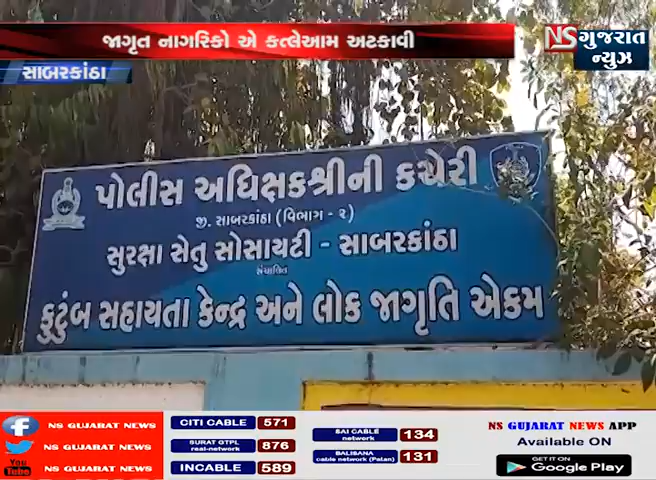 જાગૃત નાગરિકો એ કત્લેઆમ અટકાવી
NS ગુજરાત
ન્યુઝ
સાબરકાંઠા
પોલીસ અધિક્ષકશ્રીની કચેરી
જી. સાબરકાંઠા (વિભાગ - ૨)
સુરક્ષા સેતુ સોસાયટી - સાબરકાંઠા
સંચાલિત
કુટુંબ સહાયતા કેન્દ્ર અને લોક જાગૃતિ એકમ
f NS GUJARAT NEWS
NS GUJARAT NEWS
You Tube NS GUJARAT NEWS
CITI CABLE 571
SURAT GTPL real-network 876
INCABLE 589
SAI CABLE network 134
BALISANA cable network (Patan) 131
NS GUJARAT NEWS APP
Available ON
GET IT ON
Google Play